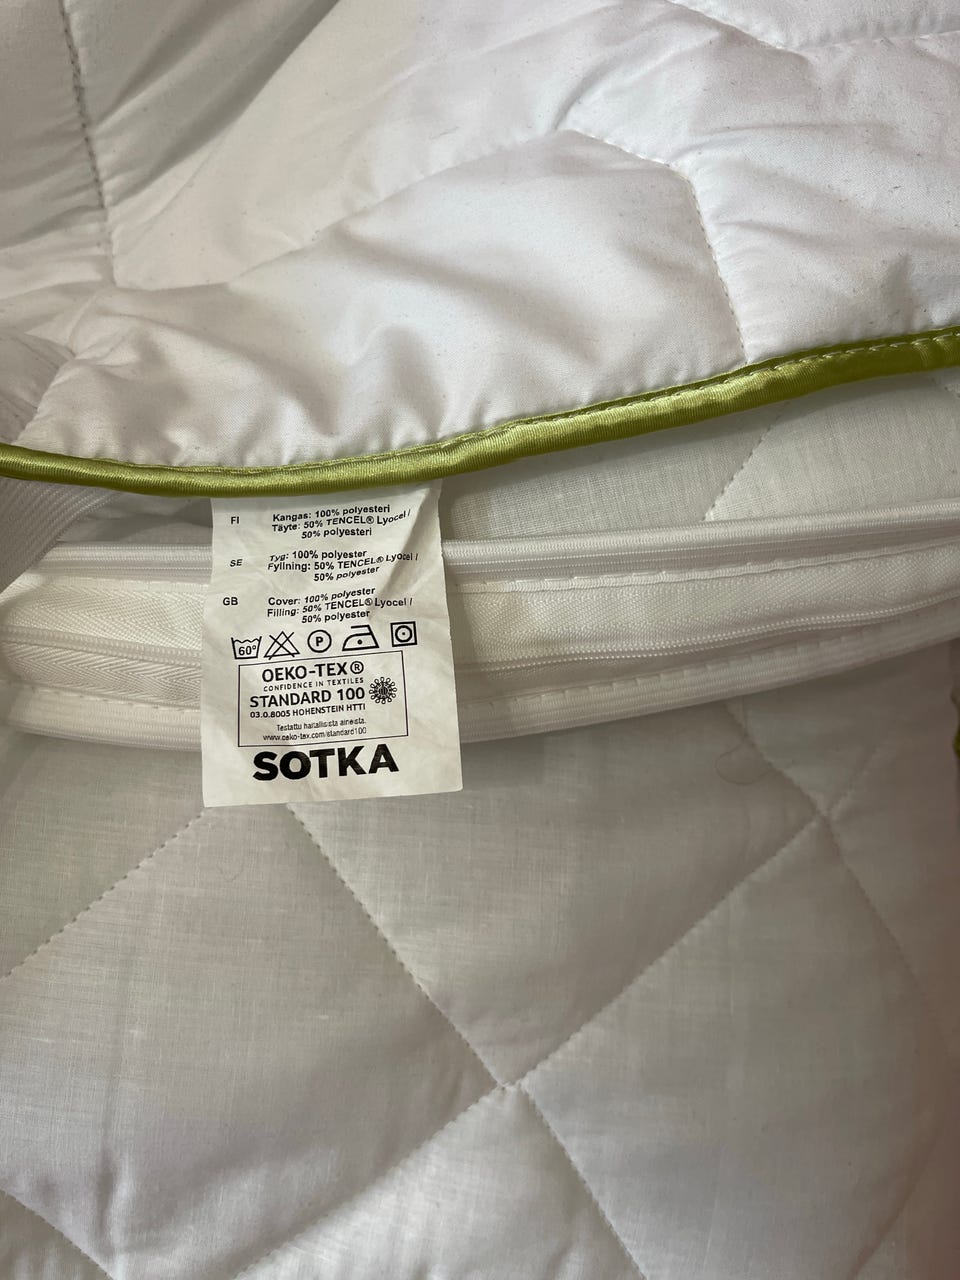 FI Kangas: 100% polyesteri
Täyte: 50% TENCEL® Lyocel /
50% polyesteri
SE Tyg: 100% polyester
Fyllning: 50% TENCEL® Lyocel /
50% polyester
GB Cover: 100% polyester
Filling: 50% TENCEL® Lyocel /
50% polyester
60° P
OEKO-TEX®
CONFIDENCE IN TEXTILES
STANDARD 100
03.0.8005 HOHENSTEIN HTTI
Testattu haitallisista aineista.
www.oeko-tex.com/standard100
SOTKA